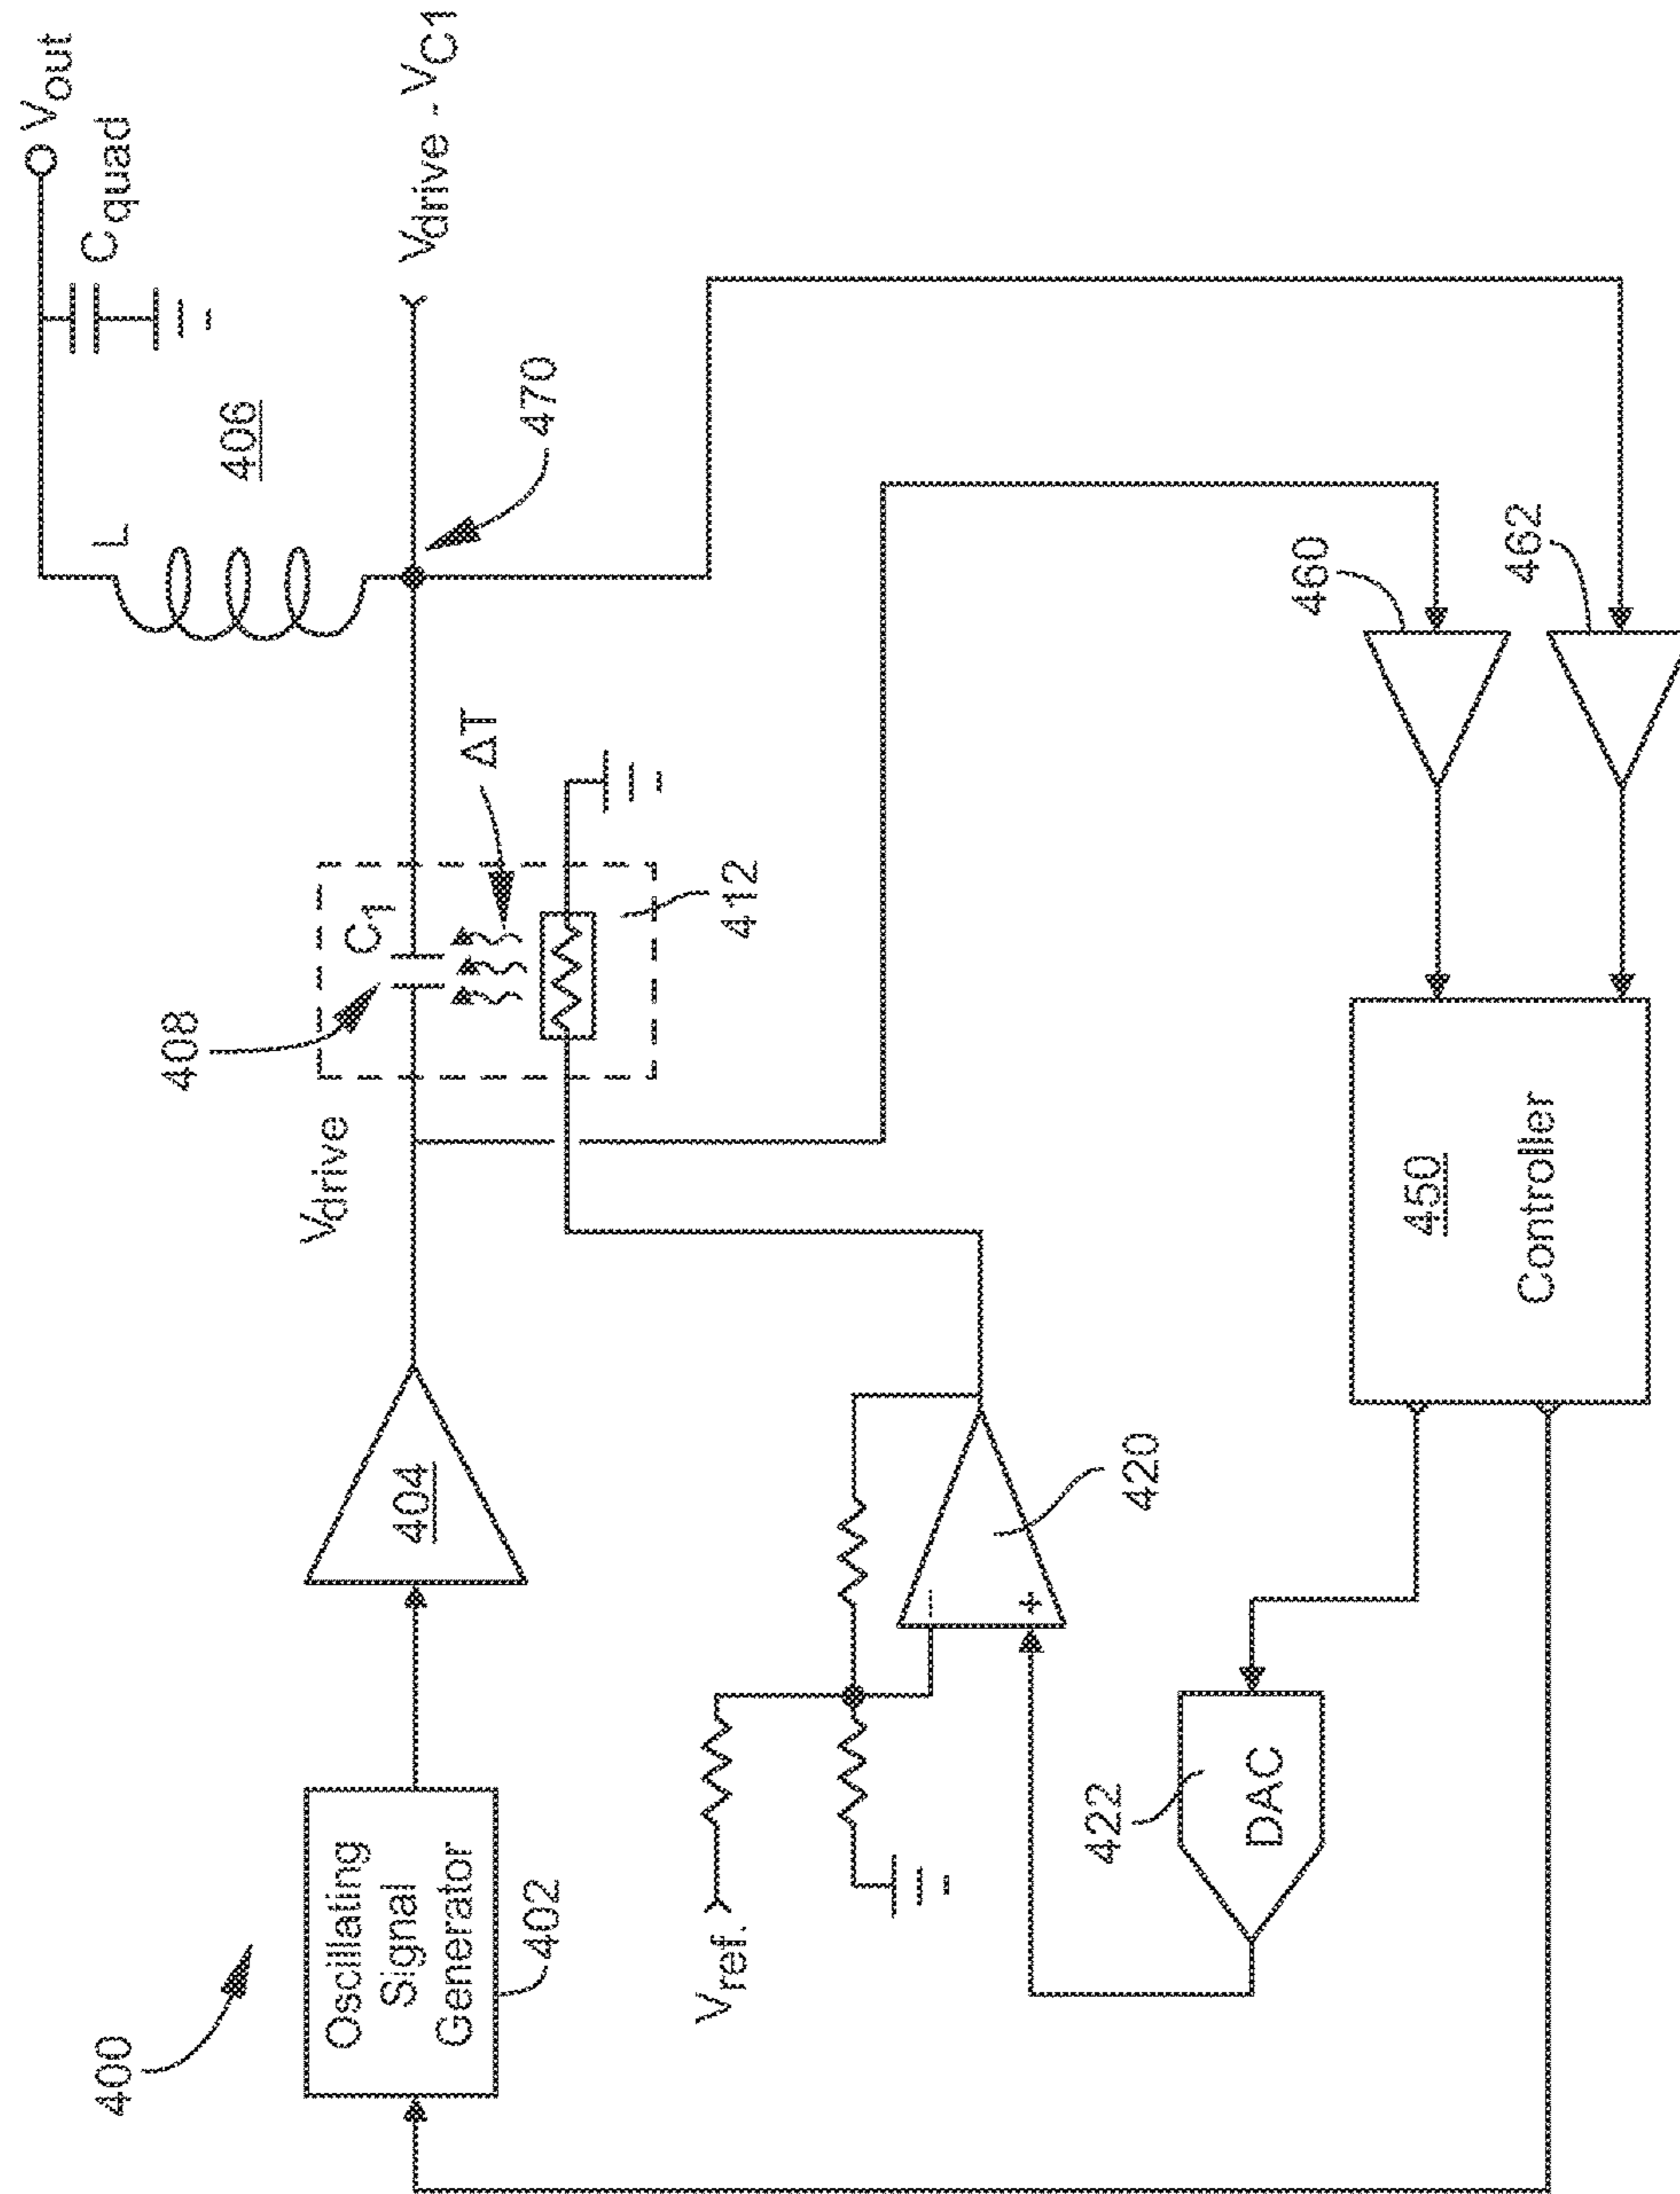 400
Oscillating
Signal
Generator
402
404
Vdrive
408
C1
ΔT
412
L
406
Vout
Cquad
Vdrive - VC1
470
Vref.
−
+
420
422
DAC
450
Controller
460
462